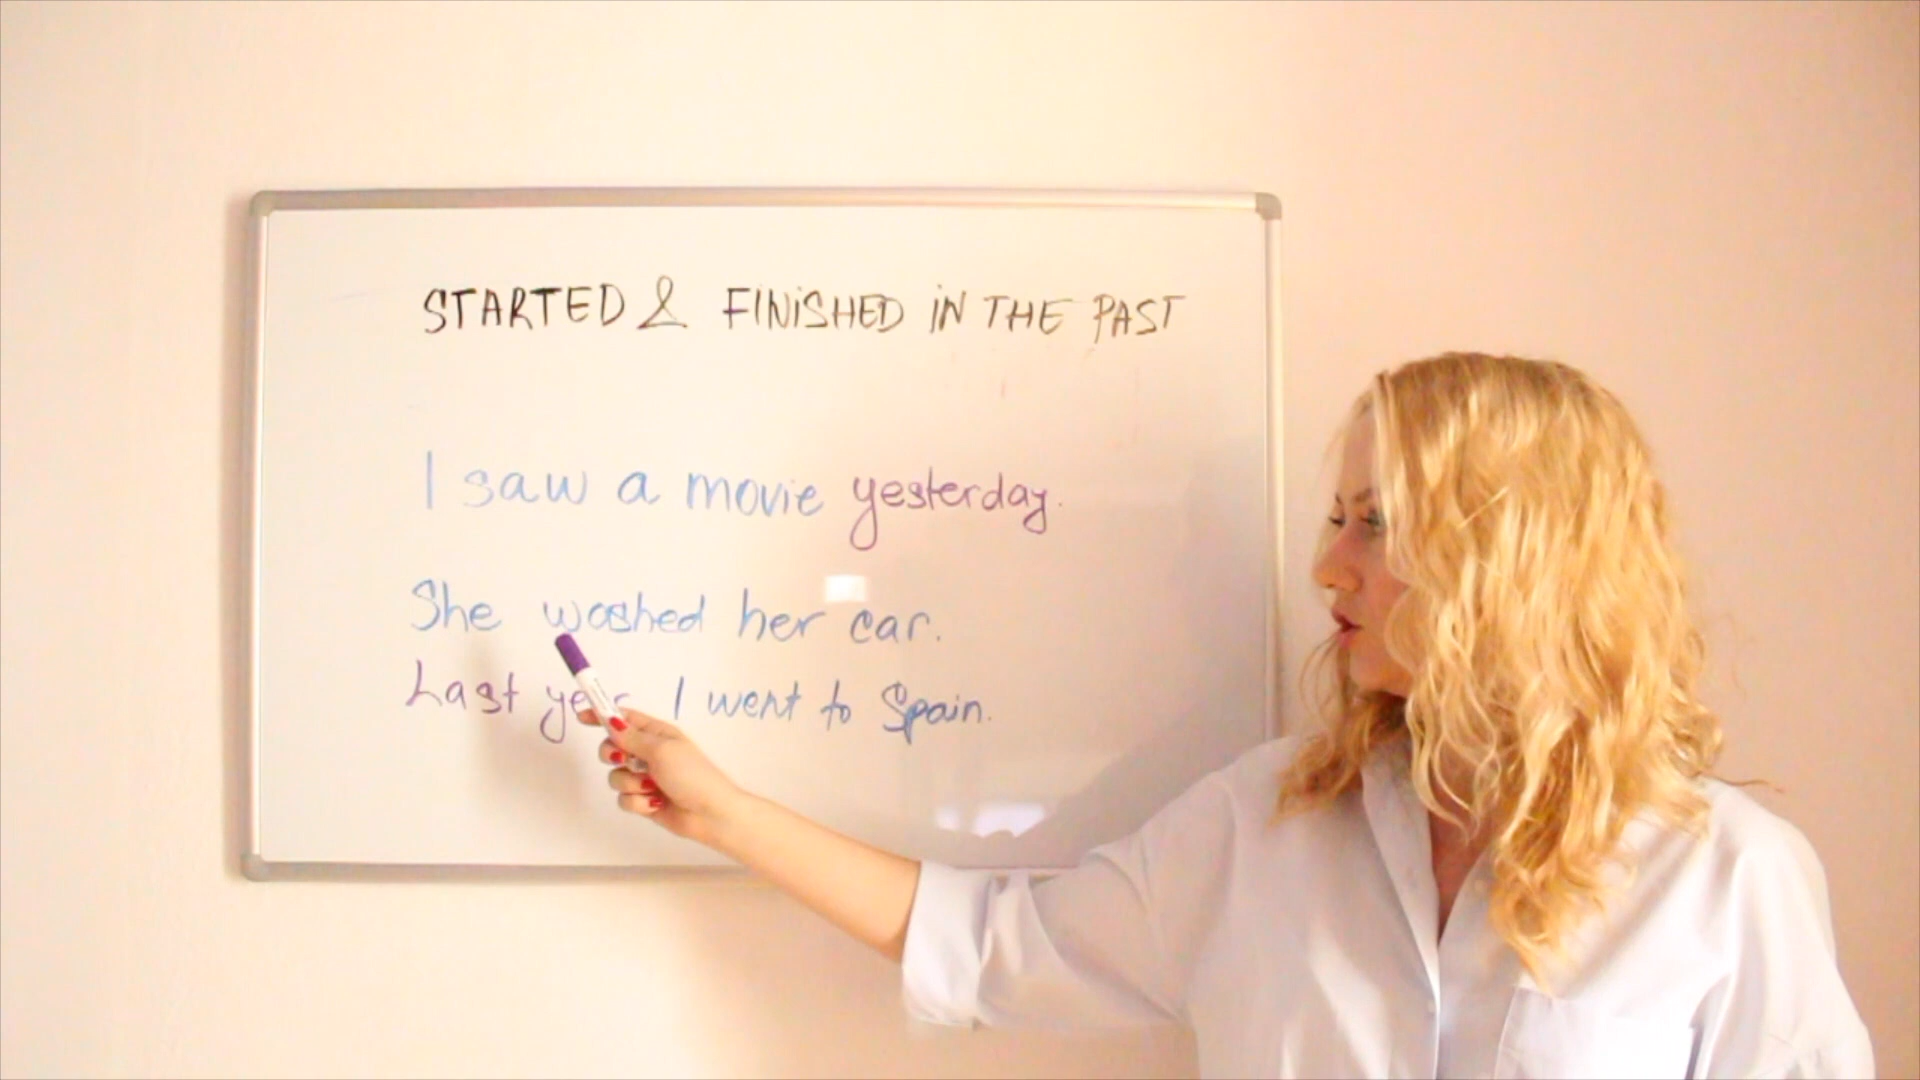 STARTED & FINISHED IN THE PAST
I saw a movie yesterday.
She washed her car.
Last year I went to Spain.